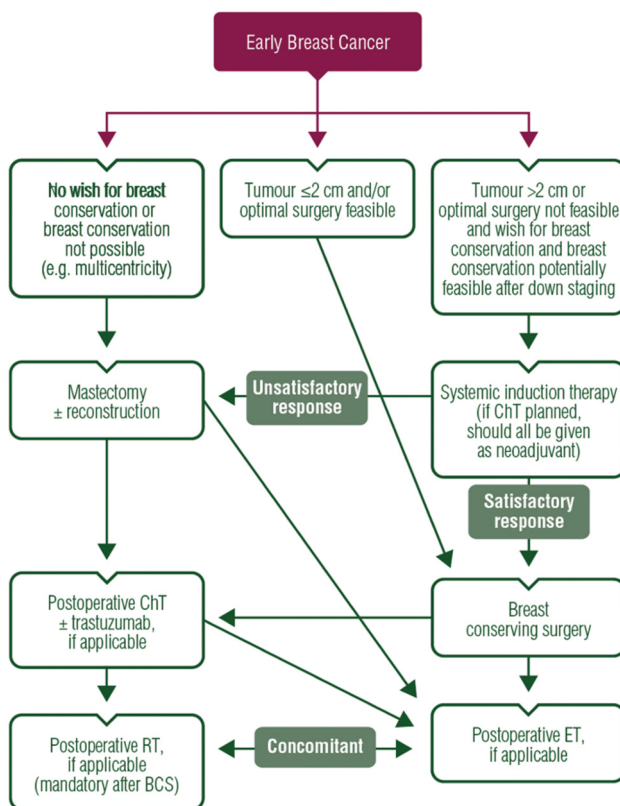 Early Breast Cancer
No wish for breast
conservation or
breast conservation
not possible
(e.g. multicentricity)
Tumour ≤2 cm and/or
optimal surgery feasible
Tumour >2 cm or
optimal surgery not feasible
and wish for breast
conservation and breast
conservation potentially
feasible after down staging
Mastectomy
± reconstruction
Unsatisfactory
response
Systemic induction therapy
(if ChT planned,
should all be given
as neoadjuvant)
Satisfactory
response
Postoperative ChT
± trastuzumab,
if applicable
Breast
conserving surgery
Postoperative RT,
if applicable
(mandatory after BCS)
Concomitant
Postoperative ET,
if applicable